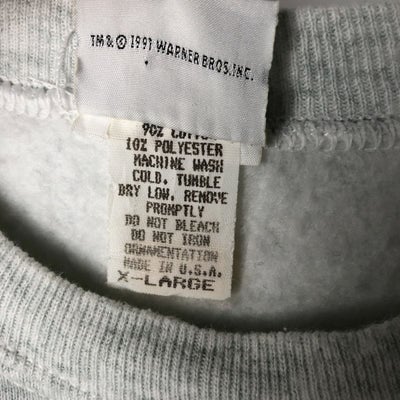 TM& © 1991 WARNER BROS. INC.
90% COTTON
10% POLYESTER
MACHINE WASH
COLD. TUMBLE
DRY LOW. REMOVE
PROMPTLY
DO NOT BLEACH
DO NOT IRON
ORNAMENTATION
MADE IN U.S.A.
X-LARGE